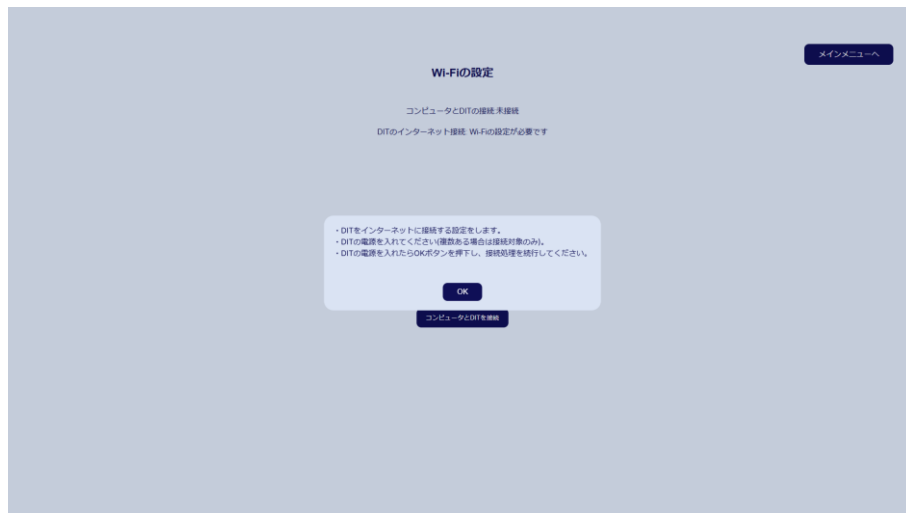 メインメニューへ
Wi-Fiの設定
コンピュータとDITの接続:未接続
DITのインターネット接続: Wi-Fiの設定が必要です
・DITをインターネットに接続する設定をします。
・DITの電源を入れてください(複数ある場合は接続対象のみ)。
・DITの電源を入れたらOKボタンを押下し、接続処理を続行してください。
OK
コンピュータとDITを接続